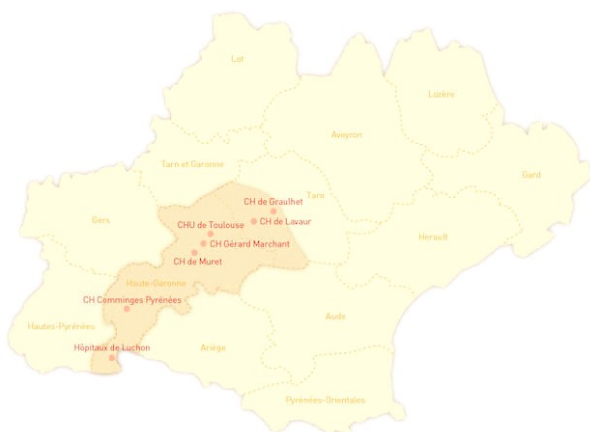 Lot
Lozère
Aveyron
Tarn et Garonne
Gard
Tarn
CH de Graulhet
Gers
CHU de Toulouse
CH de Lavaur
Hérault
CH Gérard Marchant
CH de Muret
Haute-Garonne
CH Comminges Pyrénées
Aude
Hautes-Pyrénées
Hôpitaux de Luchon
Ariège
Pyrénées-Orientales